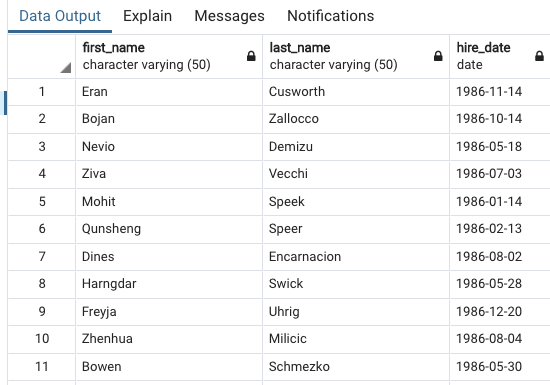 Data Output Explain Messages Notifications
first_name last_name hire_date
character varying (50) character varying (50) date
1 Eran Cusworth 1986-11-14
2 Bojan Zallocco 1986-10-14
3 Nevio Demizu 1986-05-18
4 Ziva Vecchi 1986-07-03
5 Mohit Speek 1986-01-14
6 Qunsheng Speer 1986-02-13
7 Dines Encarnacion 1986-08-02
8 Harngdar Swick 1986-05-28
9 Freyja Uhrig 1986-12-20
10 Zhenhua Milicic 1986-08-04
11 Bowen Schmezko 1986-05-30